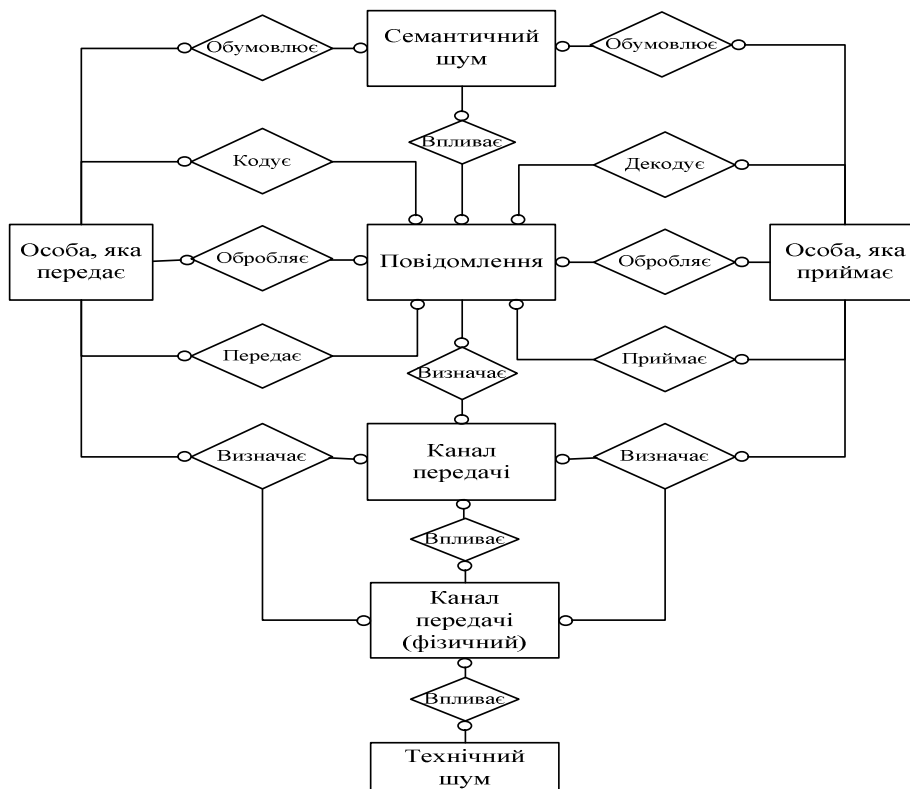 Обумовлює
Семантичний
шум
Обумовлює
Впливає
Кодує
Декодує
Особа, яка
передає
Обробляє
Повідомлення
Обробляє
Особа, яка
приймає
Передає
Визначає
Приймає
Визначає
Канал
передачі
Визначає
Впливає
Канал
передачі
(фізичний)
Впливає
Технічний
шум